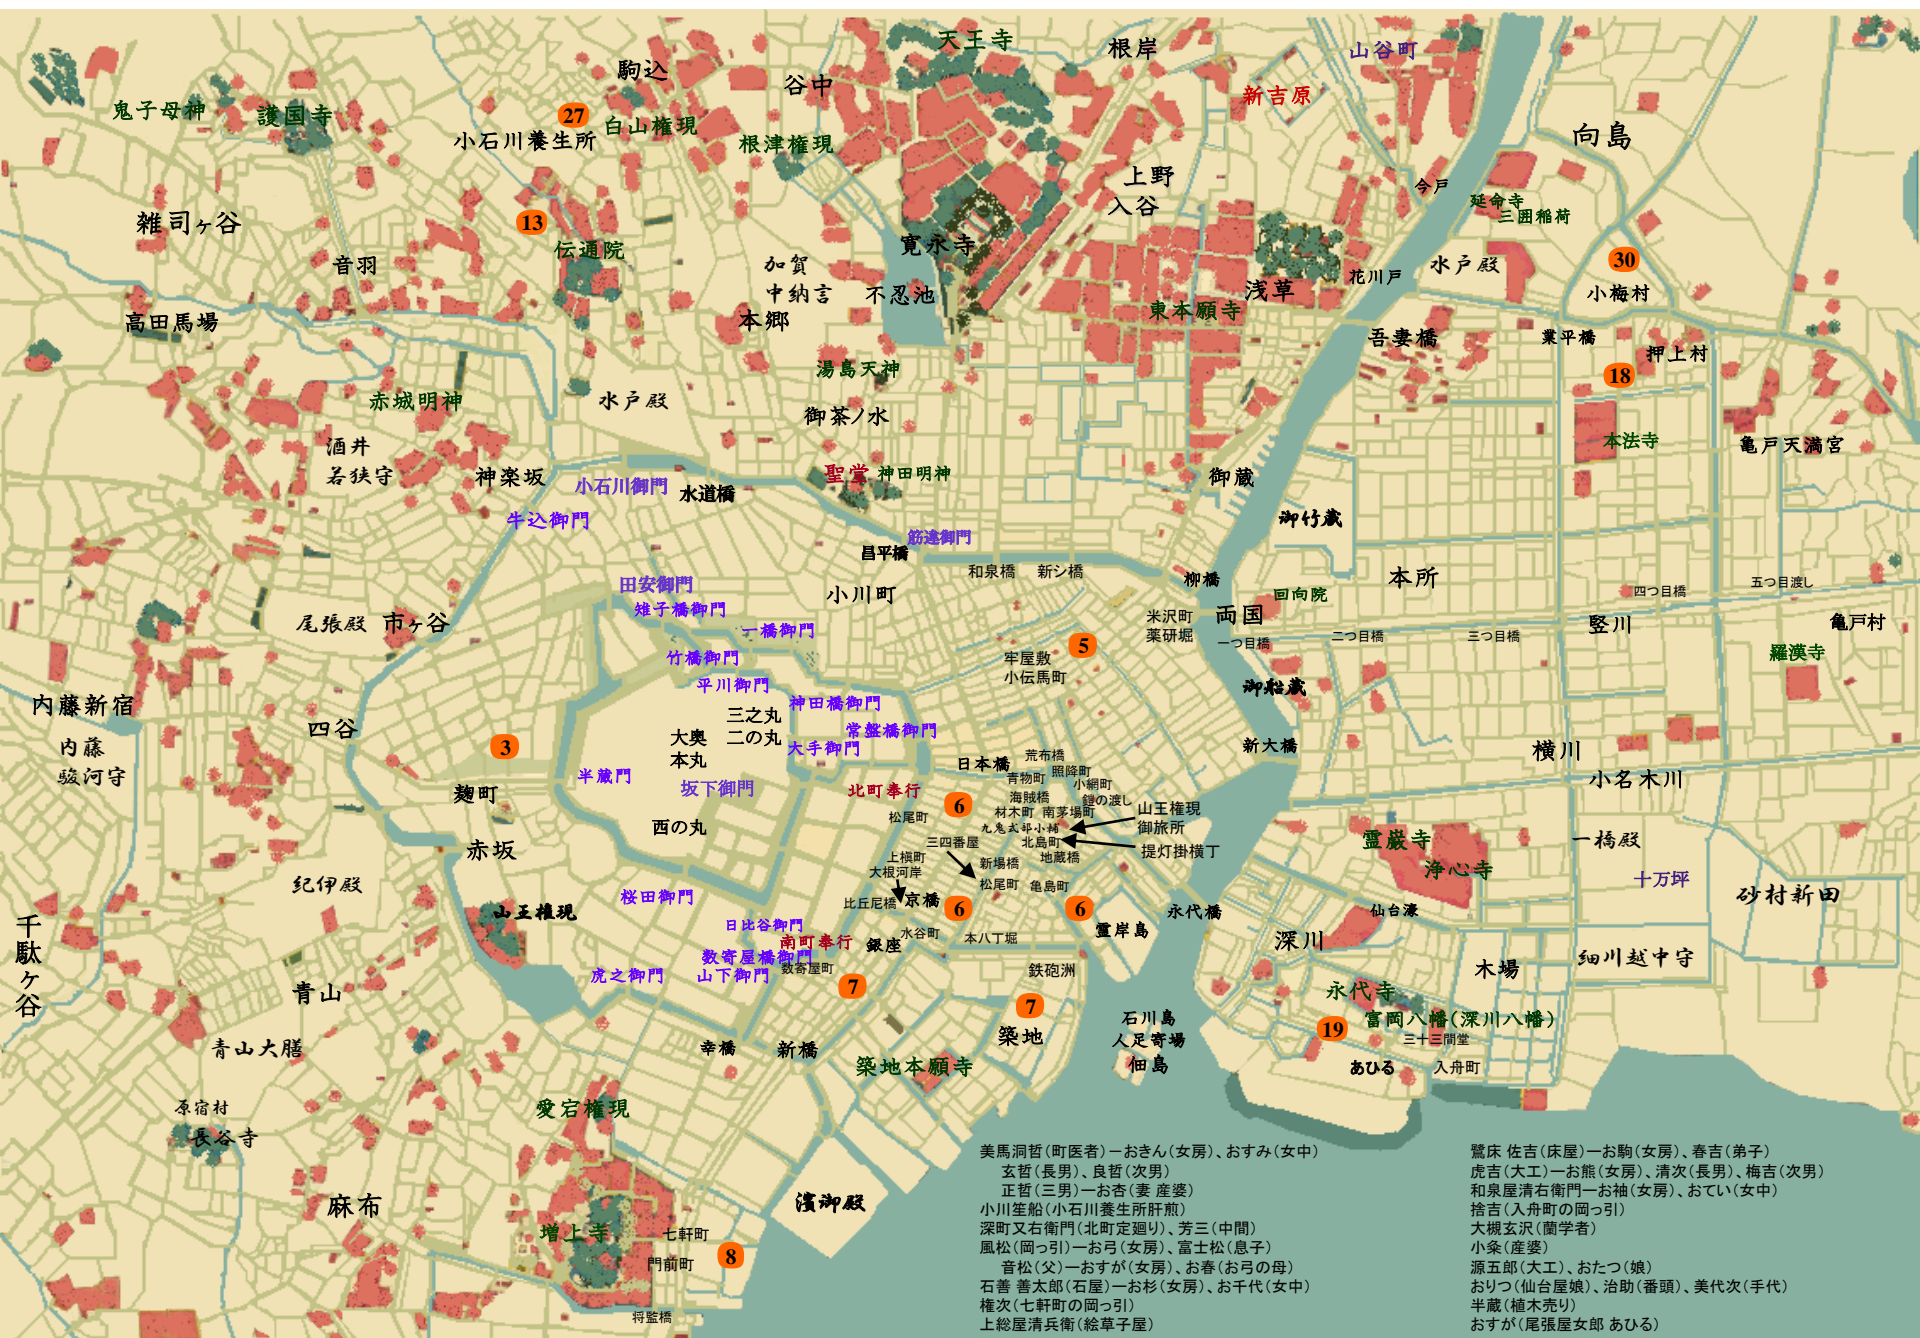 天王寺
根岸
山谷町
駒込
谷中
新吉原
鬼子母神
護国寺
27
小石川養生所
白山権現
根津権現
向島
上野
入谷
今戸
延命寺
三囲稲荷
雑司ヶ谷
13
伝通院
音羽
加賀
中納言
寛永寺
不忍池
本郷
浅草
花川戸
水戸殿
30
小梅村
高田馬場
東本願寺
吾妻橋
業平橋
押上村
18
湯島天神
赤城明神
水戸殿
御茶ノ水
本法寺
亀戸天満宮
酒井
若狭守
神楽坂
小石川御門
水道橋
聖堂
神田明神
御蔵
牛込御門
御竹蔵
筋違御門
昌平橋
和泉橋
新シ橋
柳橋
本所
田安御門
雉子橋御門
小川町
回向院
四つ目橋
五つ目渡し
尾張殿
市ヶ谷
一橋御門
米沢町
薬研堀
両国
一つ目橋
二つ目橋
三つ目橋
竪川
亀戸村
竹橋御門
5
牢屋敷
小伝馬町
羅漢寺
平川御門
御船蔵
内藤新宿
神田橋御門
三之丸
二の丸
常盤橋御門
四谷
大奥
本丸
大手御門
内藤
駿河守
3
新大橋
横川
小名木川
半蔵門
坂下御門
日本橋
荒布橋
青物町
照降町
小網町
麹町
北町奉行
6
海賊橋
鎧の渡し
材木町
南茅場町
山王権現
御旅所
松尾町
九鬼式部小輔
西の丸
三四番屋
北島町
提灯掛横丁
赤坂
上槇町
大根河岸
新場橋
地蔵橋
霊巌寺
浄心寺
一橋殿
十万坪
砂村新田
紀伊殿
桜田御門
比丘尼橋
京橋
松尾町
亀島町
6
6
永代橋
仙台濠
千駄ヶ谷
山王権現
日比谷御門
南町奉行
銀座
水谷町
本八丁堀
霊岸島
深川
数寄屋橋御門
数寄屋町
虎之御門
山下御門
鉄砲洲
木場
細川越中守
青山
7
7
永代寺
富岡八幡(深川八幡)
築地
石川島
人足寄場
佃島
19
三十三間堂
青山大膳
幸橋
新橋
築地本願寺
あひる
入舟町
原宿村
長谷寺
愛宕権現
麻布
濱御殿
増上寺
七軒町
門前町
8
将監橋
美馬洞哲(町医者)－おきん(女房)、おすみ(女中)
玄哲(長男)、良哲(次男)
正哲(三男)―お杏(妻 産婆)
小川笙船(小石川養生所肝煎)
深町又右衛門(北町定廻り)、芳三(中間)
風松(岡っ引)―お弓(女房)、富士松(息子)
音松(父)―おすが(女房)、お春(お弓の母)
石善 善太郎(石屋)―お杉(女房)、お千代(女中)
権次(七軒町の岡っ引)
上総屋清兵衛(絵草子屋)
鷺床 佐吉(床屋)―お駒(女房)、春吉(弟子)
虎吉(大工)―お熊(女房)、清次(長男)、梅吉(次男)
和泉屋清右衛門―お袖(女房)、おてい(女中)
捨吉(入舟町の岡っ引)
大槻玄沢(蘭学者)
小粂(産婆)
源五郎(大工)、おたつ(娘)
おりつ(仙台屋娘)、治助(番頭)、美代次(手代)
半蔵(植木売り)
おすが(尾張屋女郎 あひる)